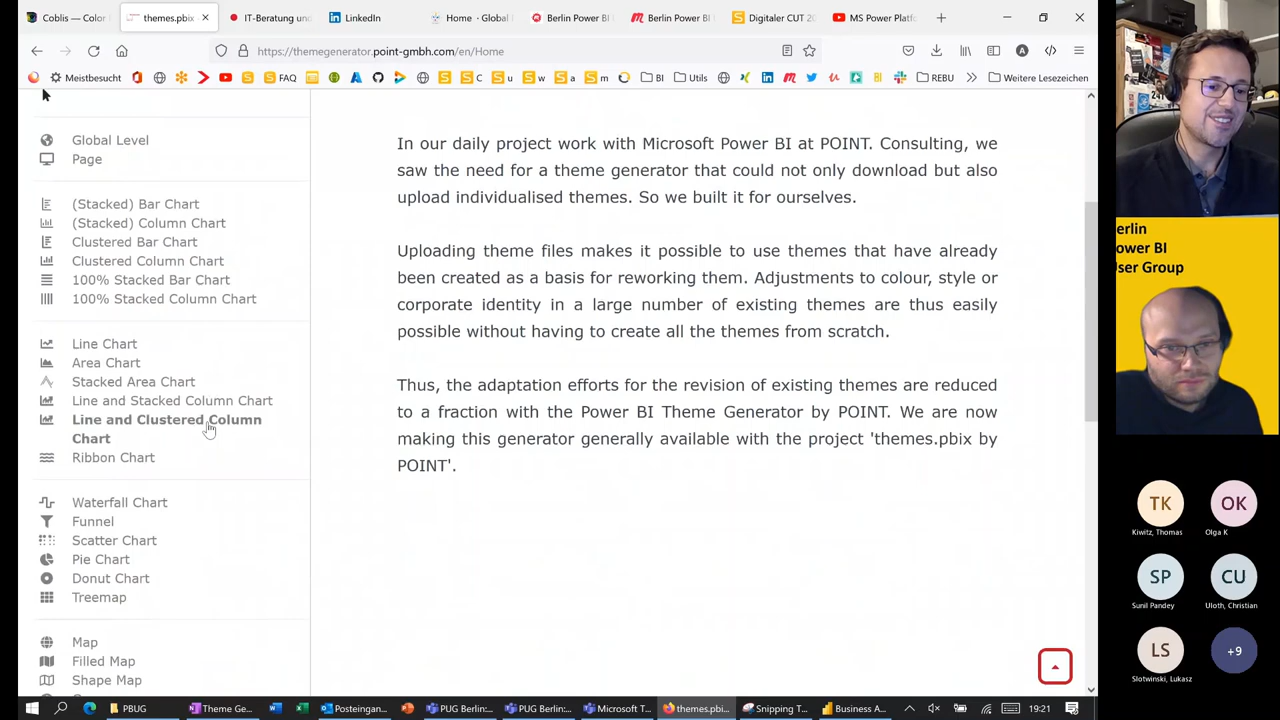 Coblis — Color
themes.pbix
IT-Beratung und
LinkedIn
Home - Global
Berlin Power BI
Berlin Power BI
Digitaler CUT 20
MS Power Platf
https://themegenerator.point-gmbh.com/en/Home
Meistbesucht
FAQ
C
u
w
a
m
BI
Utils
REBU
Weitere Lesezeichen
Global Level
Page
(Stacked) Bar Chart
(Stacked) Column Chart
Clustered Bar Chart
Clustered Column Chart
100% Stacked Bar Chart
100% Stacked Column Chart
Line Chart
Area Chart
Stacked Area Chart
Line and Stacked Column Chart
Line and Clustered Column
Chart
Ribbon Chart
Waterfall Chart
Funnel
Scatter Chart
Pie Chart
Donut Chart
Treemap
Map
Filled Map
Shape Map
In our daily project work with Microsoft Power BI at POINT. Consulting, we
saw the need for a theme generator that could not only download but also
upload individualised themes. So we built it for ourselves.
Uploading theme files makes it possible to use themes that have already
been created as a basis for reworking them. Adjustments to colour, style or
corporate identity in a large number of existing themes are thus easily
possible without having to create all the themes from scratch.
Thus, the adaptation efforts for the revision of existing themes are reduced
to a fraction with the Power BI Theme Generator by POINT. We are now
making this generator generally available with the project 'themes.pbix by
POINT'.
erlin
ower BI
ser Group
TK
Kiwitz, Thomas
OK
Olga K
SP
Sunil Pandey
CU
Uloth, Christian
LS
Slotwinski, Lukasz
+9
PBUG
Theme Ge...
Posteingan...
PUG Berlin:...
PUG Berlin:...
Microsoft T...
themes.pbi...
Snipping T...
Business A...
19:21